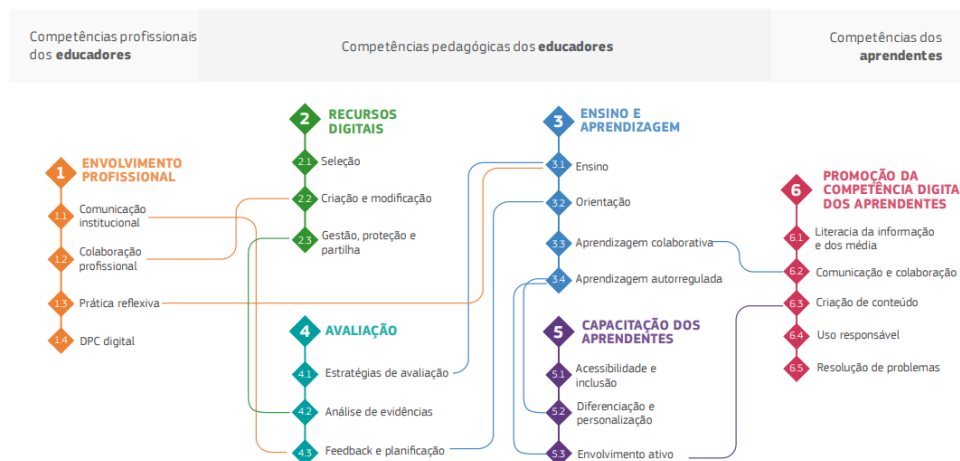 Competências profissionais
dos educadores
Competências pedagógicas dos educadores
Competências dos
aprendentes
1 ENVOLVIMENTO
PROFISSIONAL
1.1 Comunicação
institucional
1.2 Colaboração
profissional
1.3 Prática reflexiva
1.4 DPC digital
2 RECURSOS
DIGITAIS
2.1 Seleção
2.2 Criação e modificação
2.3 Gestão, proteção e
partilha
4 AVALIAÇÃO
4.1 Estratégias de avaliação
4.2 Análise de evidências
4.3 Feedback e planificação
3 ENSINO E
APRENDIZAGEM
3.1 Ensino
3.2 Orientação
3.3 Aprendizagem colaborativa
3.4 Aprendizagem autorregulada
5 CAPACITAÇÃO DOS
APRENDENTES
5.1 Acessibilidade e
inclusão
5.2 Diferenciação e
personalização
5.3 Envolvimento ativo
6 PROMOÇÃO DA
COMPETÊNCIA DIGITA
DOS APRENDENTES
6.1 Literacia da informação
e dos média
6.2 Comunicação e colaboração
6.3 Criação de conteúdo
6.4 Uso responsável
6.5 Resolução de problemas